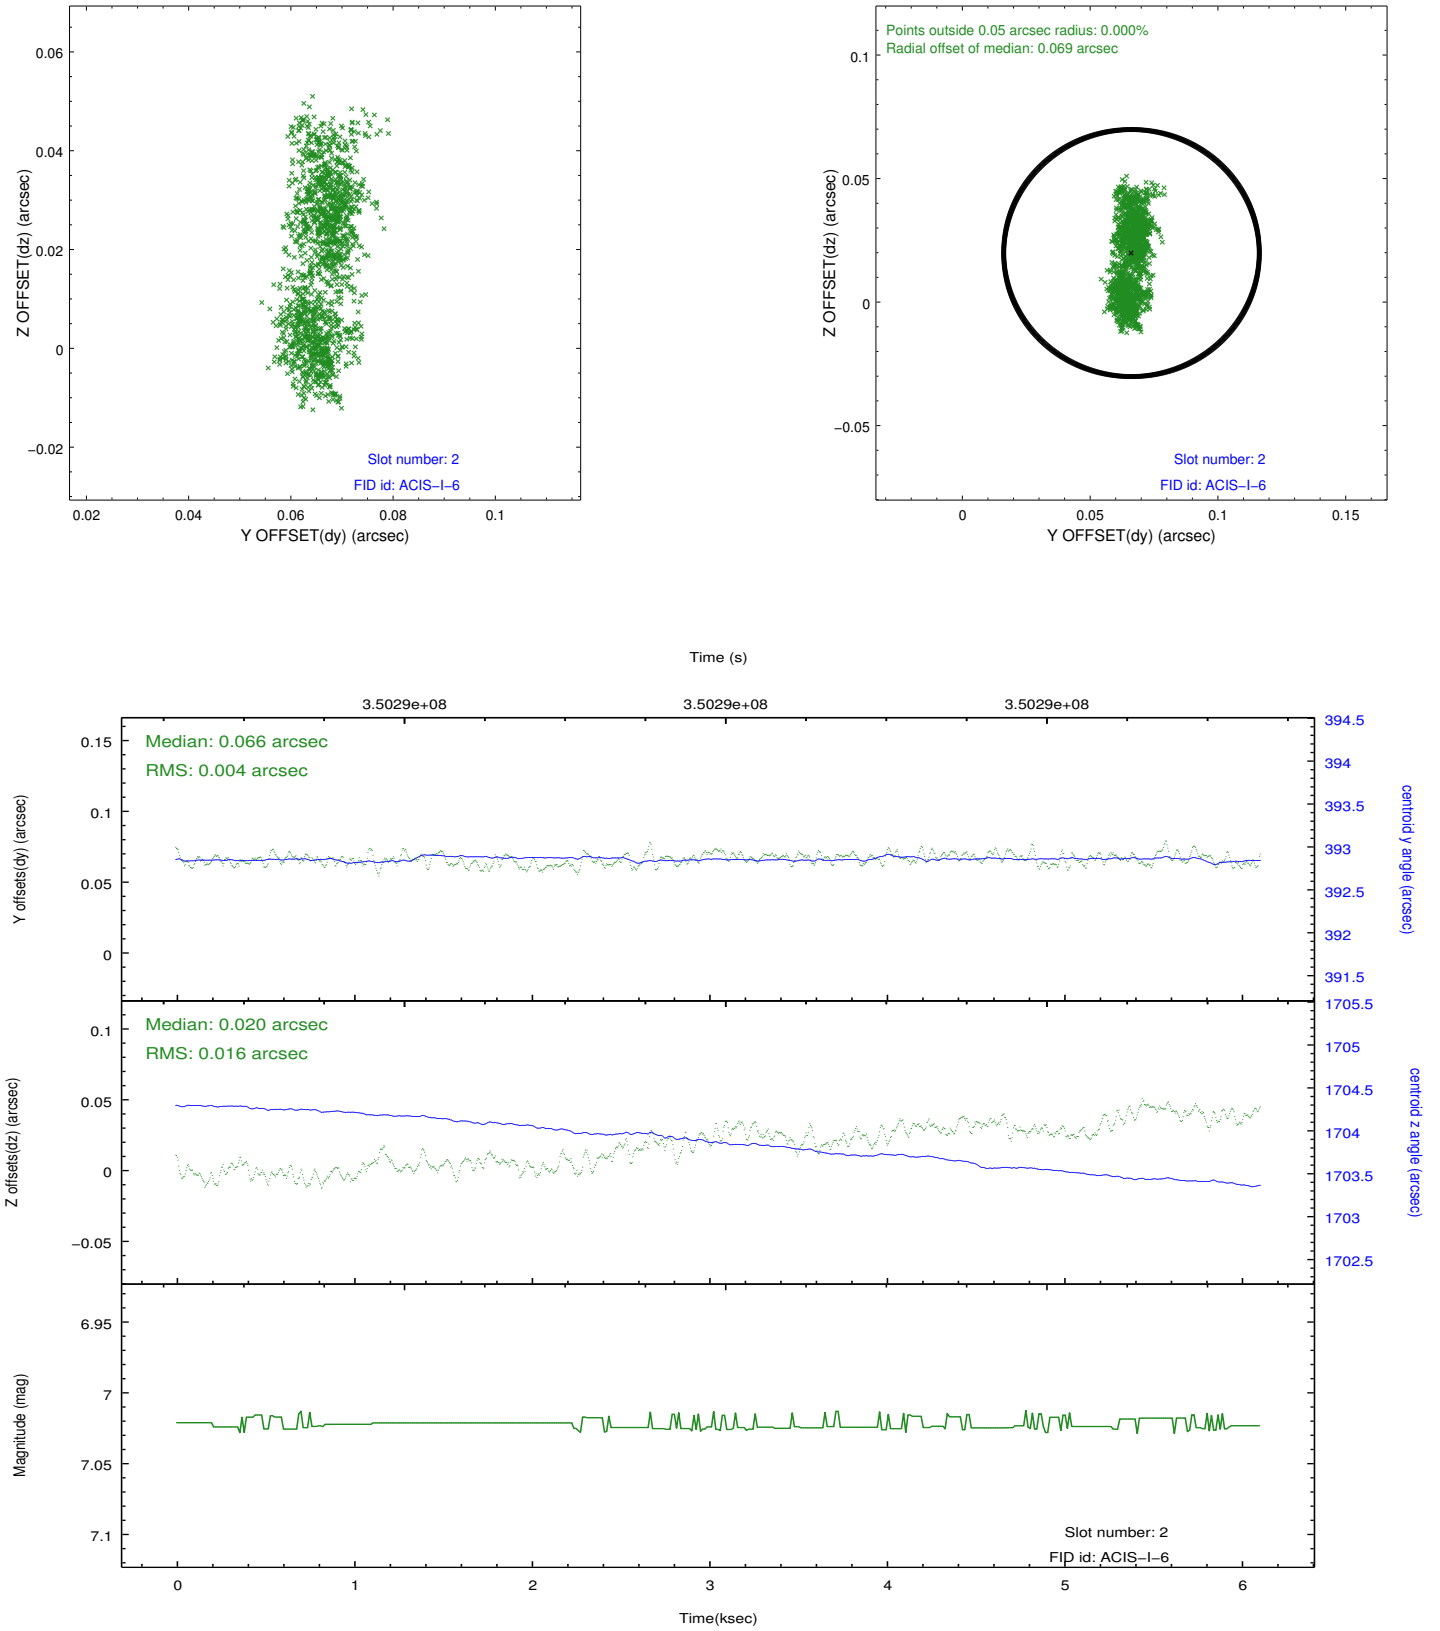 0.06
0.04
0.02
0
−0.02
Z OFFSET(dz) (arcsec)
Slot number: 2
FID id: ACIS−I−6
0.02
0.04
0.06
0.08
0.1
Y OFFSET(dy) (arcsec)
Points outside 0.05 arcsec radius: 0.000%
Radial offset of median: 0.069 arcsec
0.1
0.05
0
−0.05
Z OFFSET(dz) (arcsec)
Slot number: 2
FID id: ACIS−I−6
0
0.05
0.1
0.15
Y OFFSET(dy) (arcsec)
Time (s)
3.5029e+08
3.5029e+08
3.5029e+08
Median: 0.066 arcsec
RMS: 0.004 arcsec
0.15
0.1
0.05
0
Y offsets(dy) (arcsec)
394.5
394
393.5
393
392.5
392
391.5
centroid y angle (arcsec)
Median: 0.020 arcsec
RMS: 0.016 arcsec
0.1
0.05
0
−0.05
Z offsets(dz) (arcsec)
1705.5
1705
1704.5
1704
1703.5
1703
1702.5
centroid z angle (arcsec)
6.95
7
7.05
7.1
Magnitude (mag)
Slot number: 2
FID id: ACIS−I−6
0
1
2
3
4
5
6
Time(ksec)